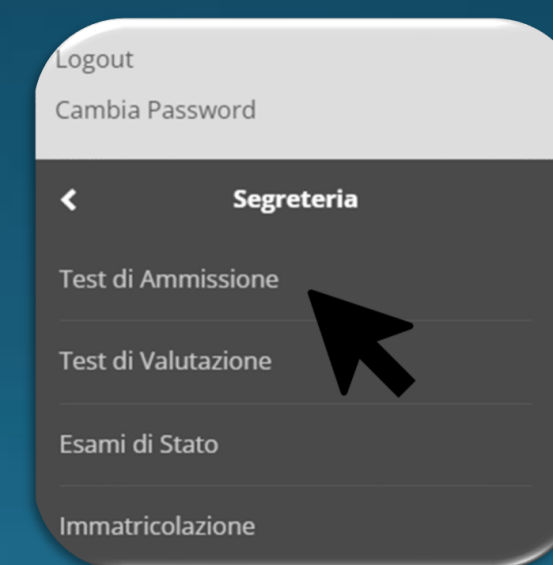 Logout
Cambia Password
Segreteria
Test di Ammissione
Test di Valutazione
Esami di Stato
Immatricolazione